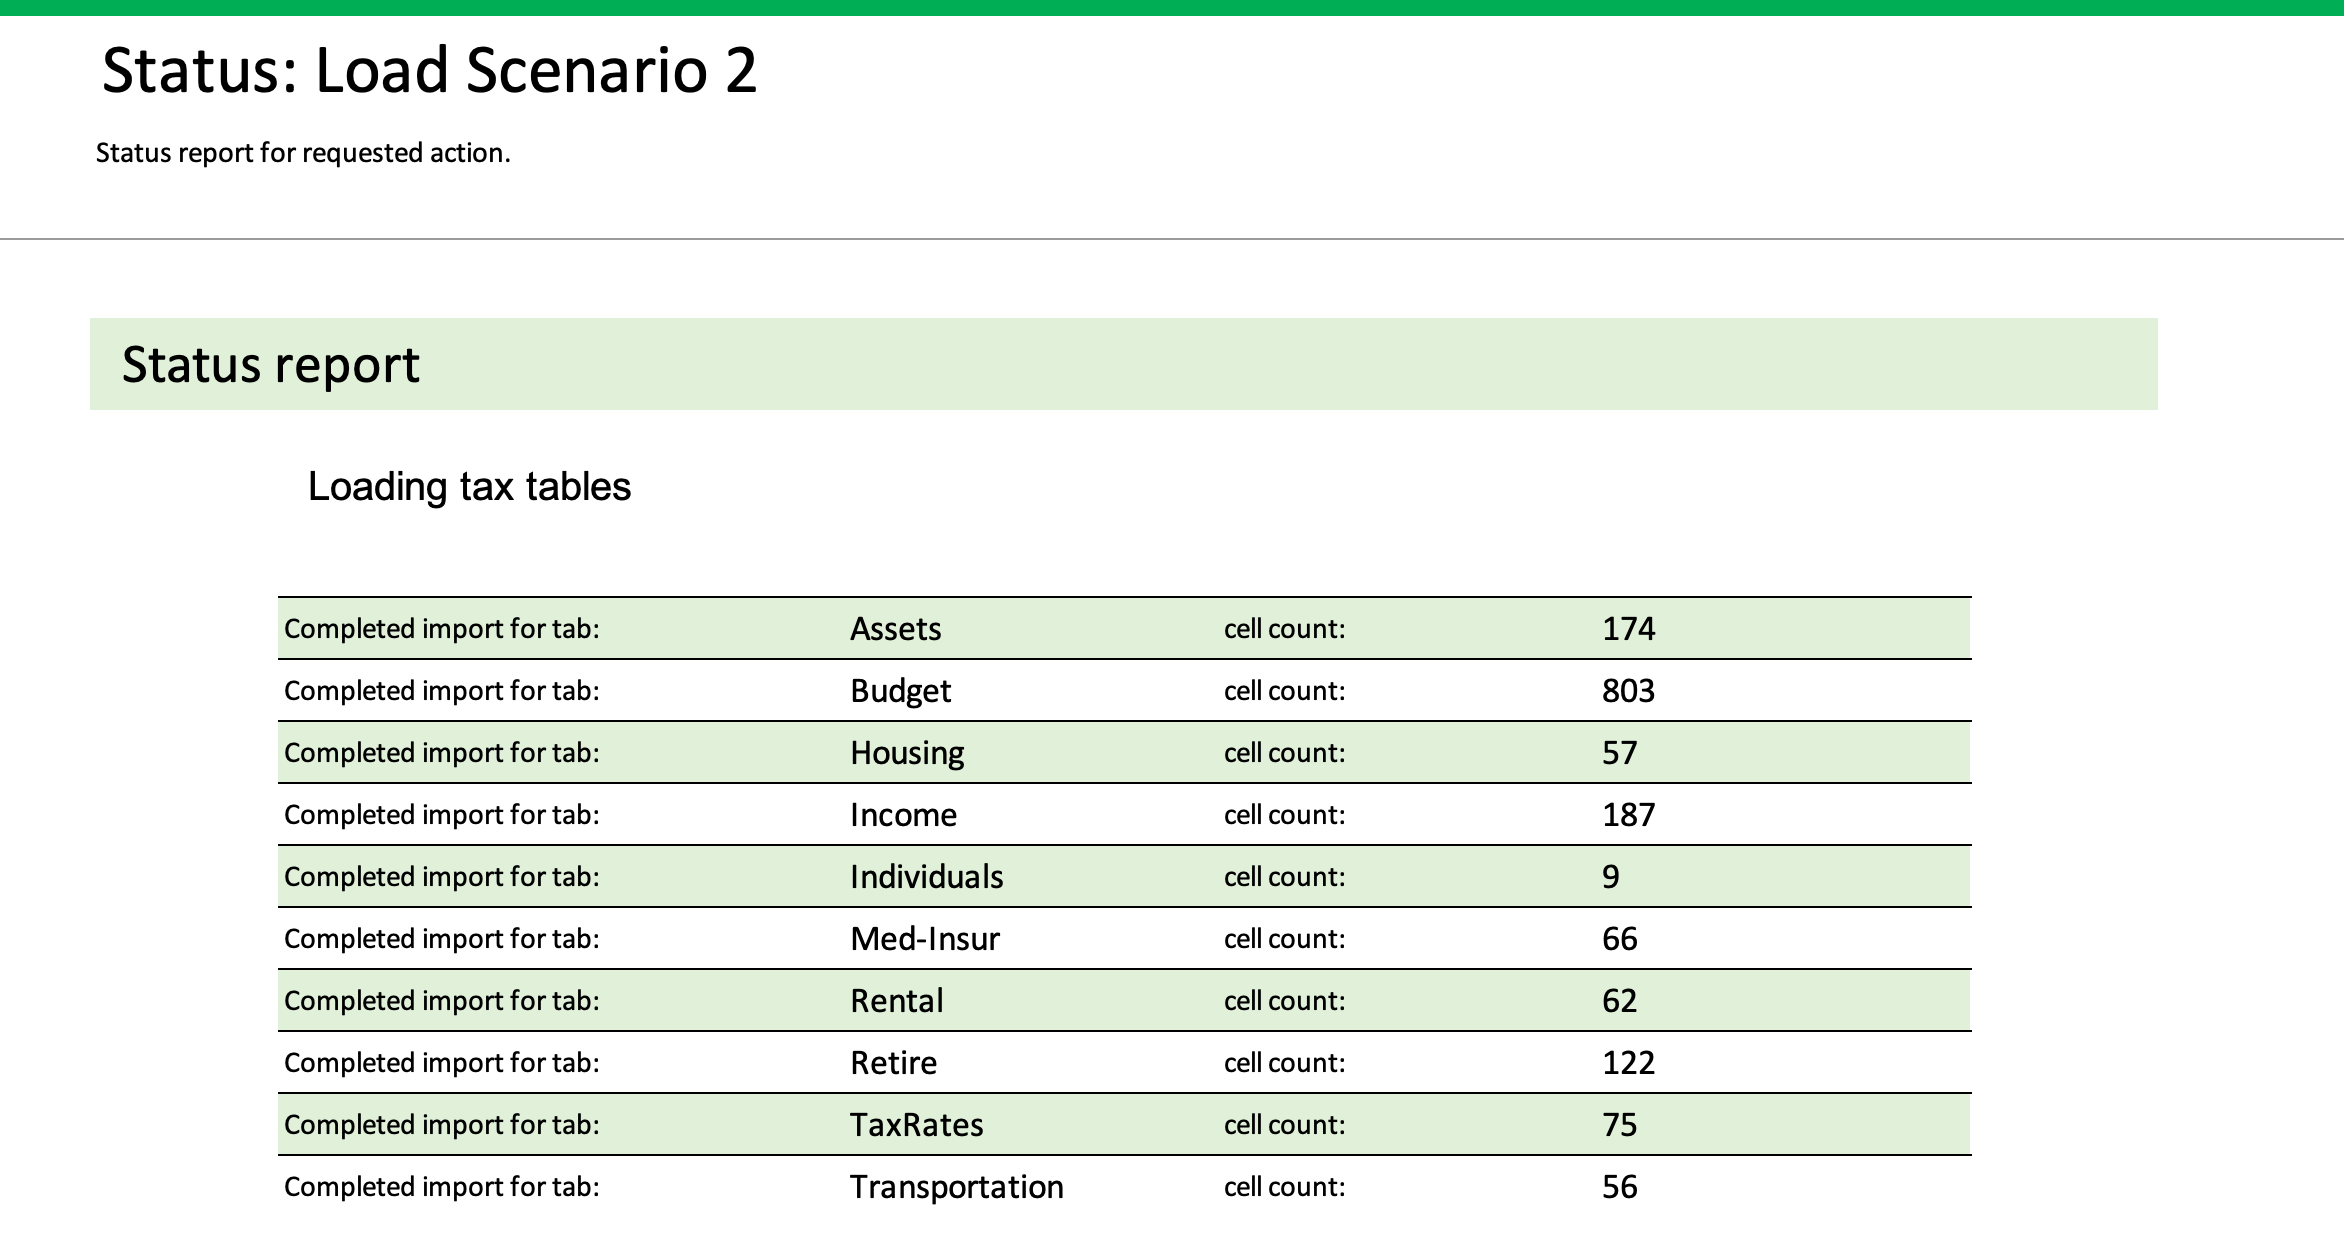 Status: Load Scenario 2
Status report for requested action.
Status report
Loading tax tables
Completed import for tab: Assets cell count: 174
Completed import for tab: Budget cell count: 803
Completed import for tab: Housing cell count: 57
Completed import for tab: Income cell count: 187
Completed import for tab: Individuals cell count: 9
Completed import for tab: Med-Insur cell count: 66
Completed import for tab: Rental cell count: 62
Completed import for tab: Retire cell count: 122
Completed import for tab: TaxRates cell count: 75
Completed import for tab: Transportation cell count: 56